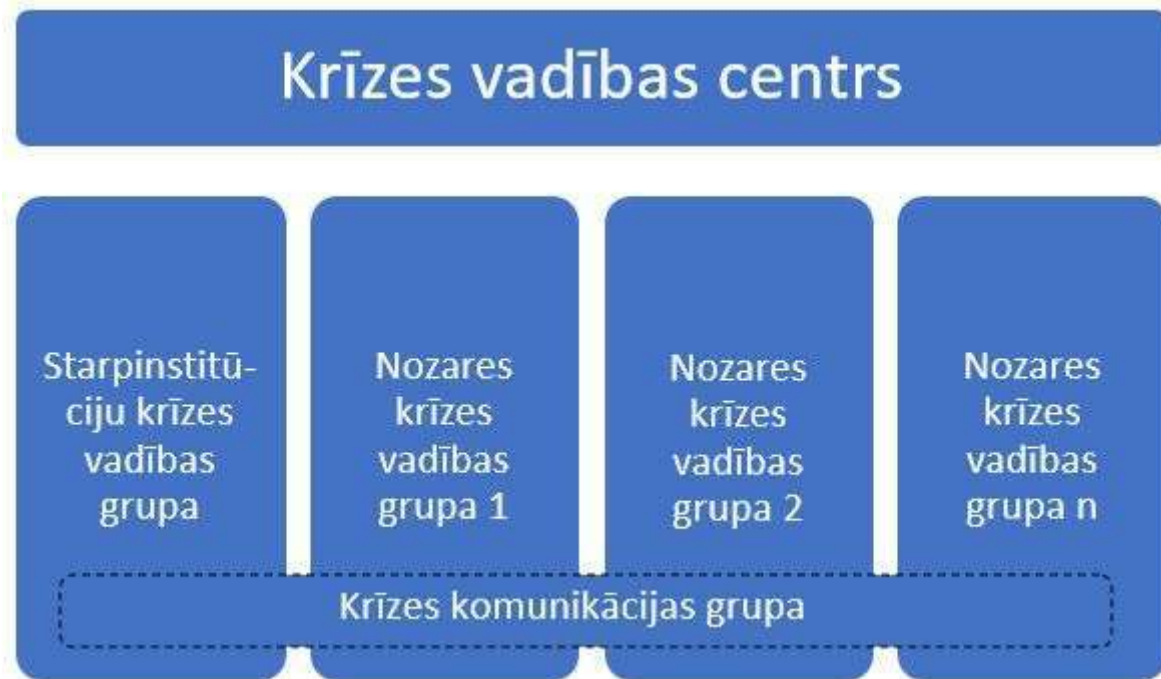 Krīzes vadības centrs
Starpinstitū-
ciju krīzes
vadības
grupa
Nozares
krīzes
vadības
grupa 1
Nozares
krīzes
vadības
grupa 2
Nozares
krīzes
vadības
grupa n
Krīzes komunikācijas grupa